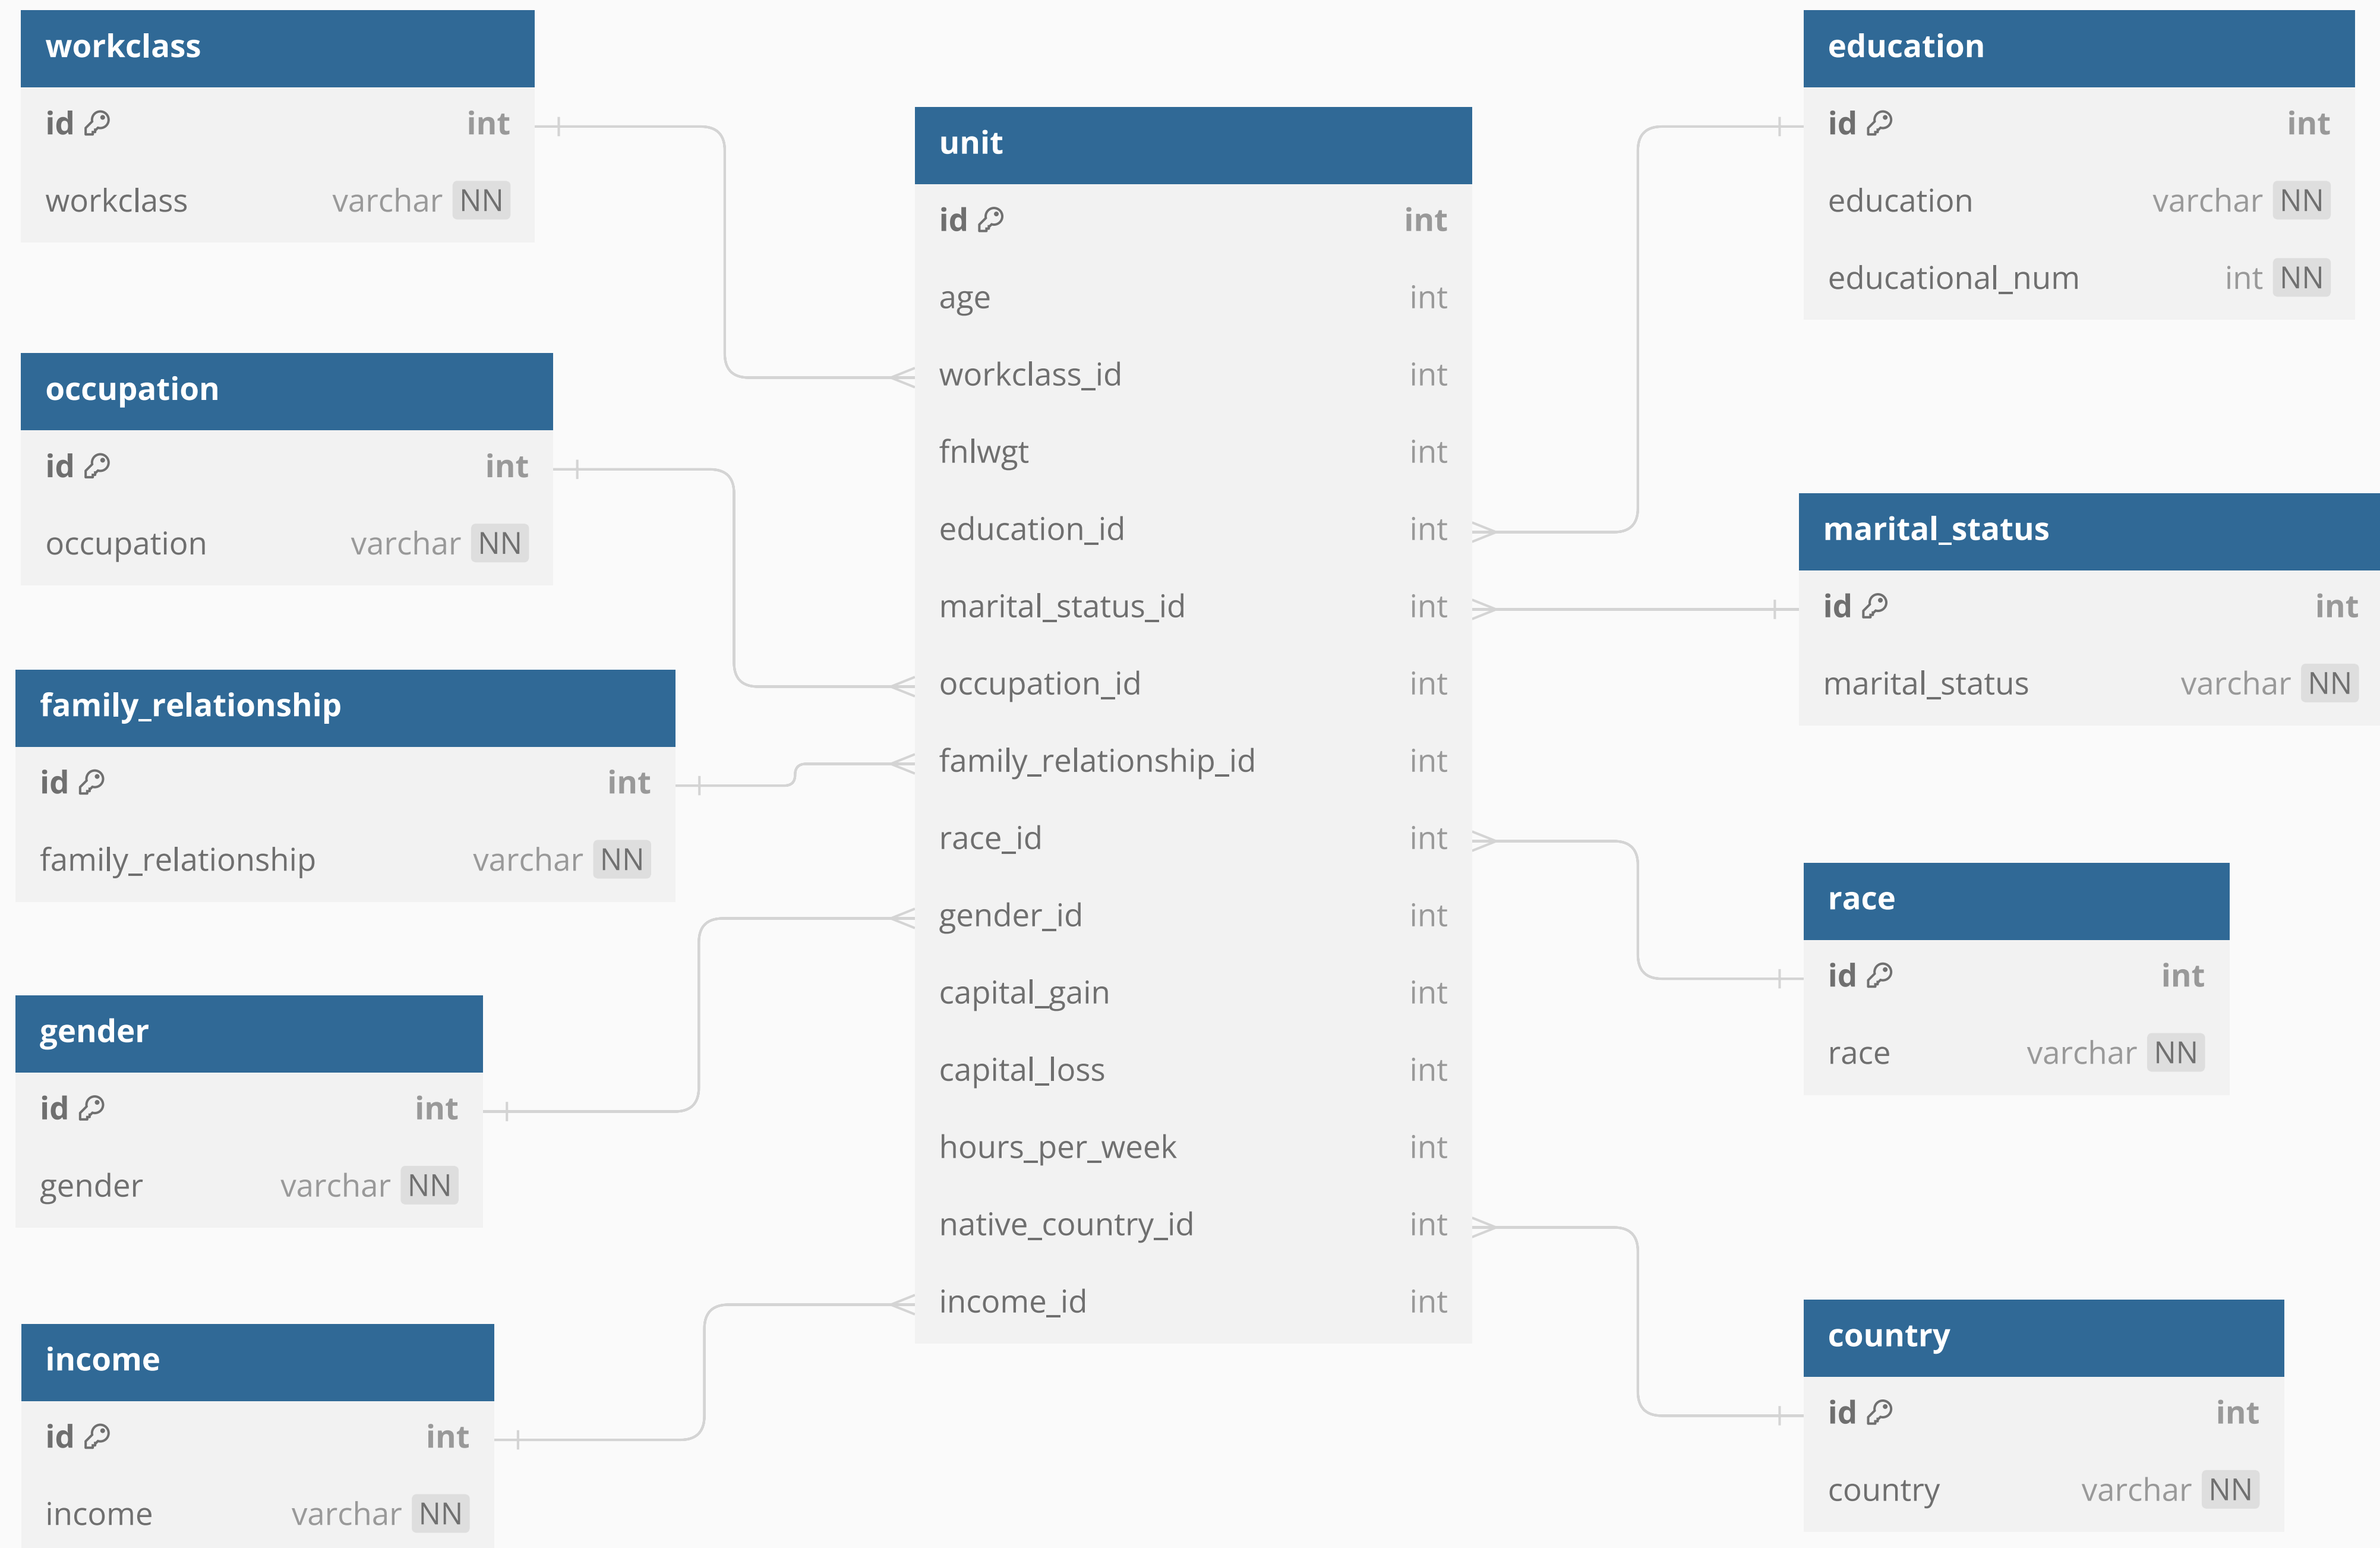 workclass
id int
workclass varchar NN
occupation
id int
occupation varchar NN
family_relationship
id int
family_relationship varchar NN
gender
id int
gender varchar NN
income
id int
income varchar NN
unit
id int
age int
workclass_id int
fnlwgt int
education_id int
marital_status_id int
occupation_id int
family_relationship_id int
race_id int
gender_id int
capital_gain int
capital_loss int
hours_per_week int
native_country_id int
income_id int
education
id int
education varchar NN
educational_num int NN
marital_status
id int
marital_status varchar NN
race
id int
race varchar NN
country
id int
country varchar NN